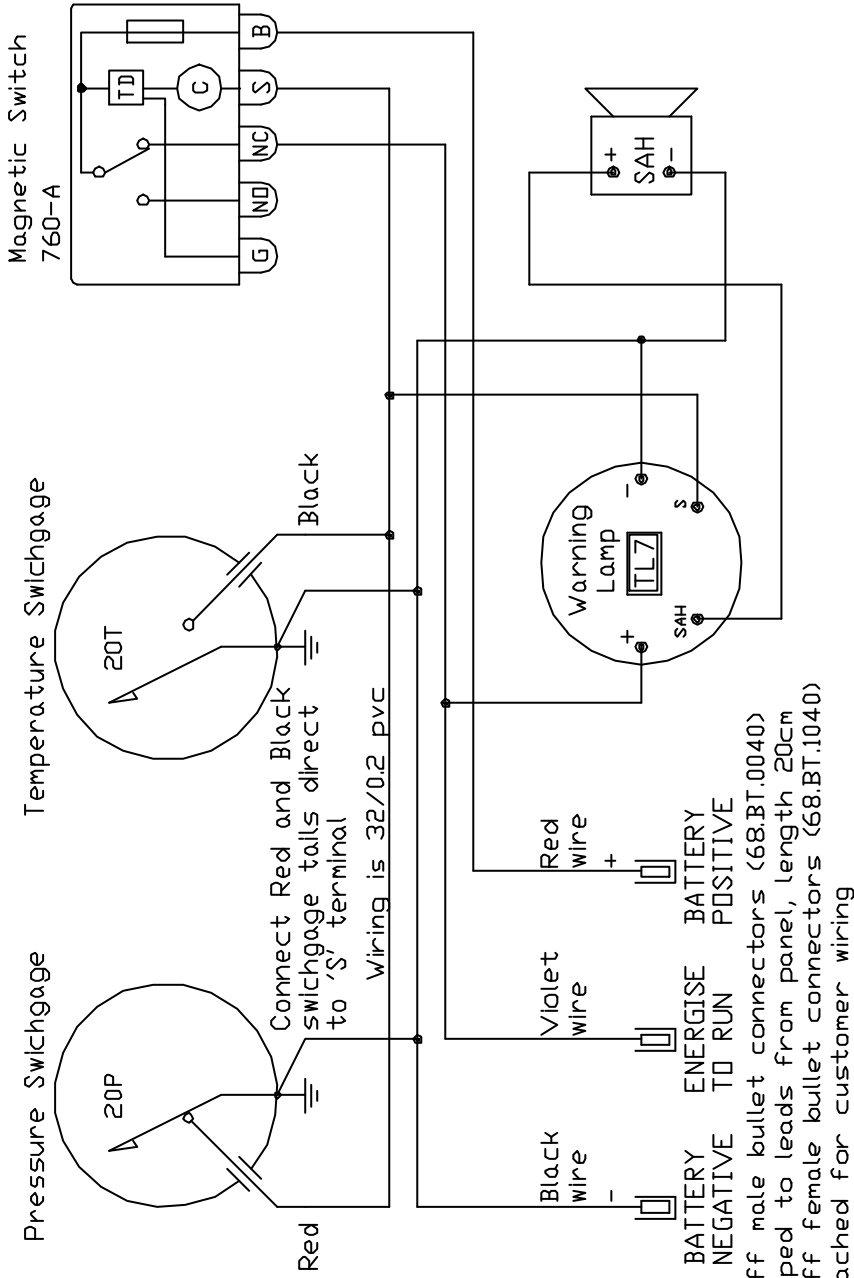 Magnetic Switch
760-A
TD
C
B
S
NC
NO
G
Temperature Swichgage
20T
Black
Pressure Swichgage
20P
Red
Connect Red and Black
swichgage tails direct
to 'S' terminal
Wiring is 32/0.2 pvc
+
SAH
-
Warning
Lamp
TL7
-
S
+
SAH
Black
wire
-
BATTERY
NEGATIVE
Violet
wire
ENERGISE
TO RUN
Red
wire
+
BATTERY
POSITIVE
ff male bullet connectors (68.BT.0040)
ped to leads from panel, length 20cm
ff female bullet connectors (68.BT.1040)
ached for customer wiring